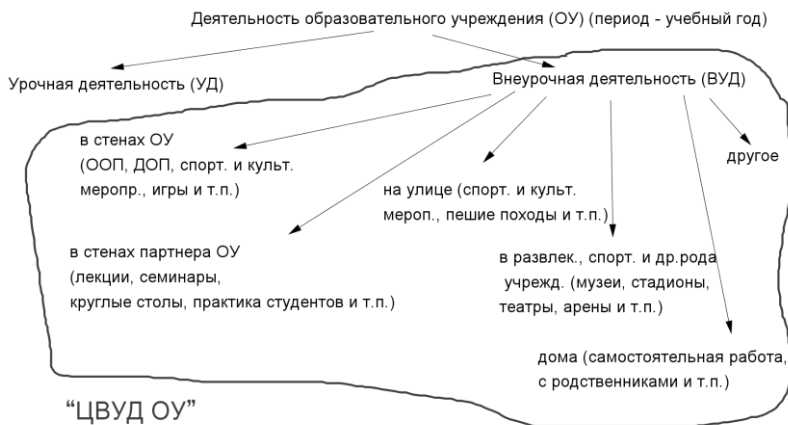 Деятельность образовательного учреждения (ОУ) (период - учебный год)
Урочная деятельность (УД)
Внеурочная деятельность (ВУД)
в стенах ОУ
(ООП, ДОП, спорт. и культ.
меропр., игры и т.п.)
на улице (спорт. и культ.
мероп., пешие походы и т.п.)
другое
в стенах партнера ОУ
(лекции, семинары,
круглые столы, практика студентов и т.п.)
в развлек., спорт. и др.рода
учрежд. (музеи, стадионы,
театры, арены и т.п.)
дома (самостоятельная работа,
с родственниками и т.п.)
“ЦВУД ОУ”